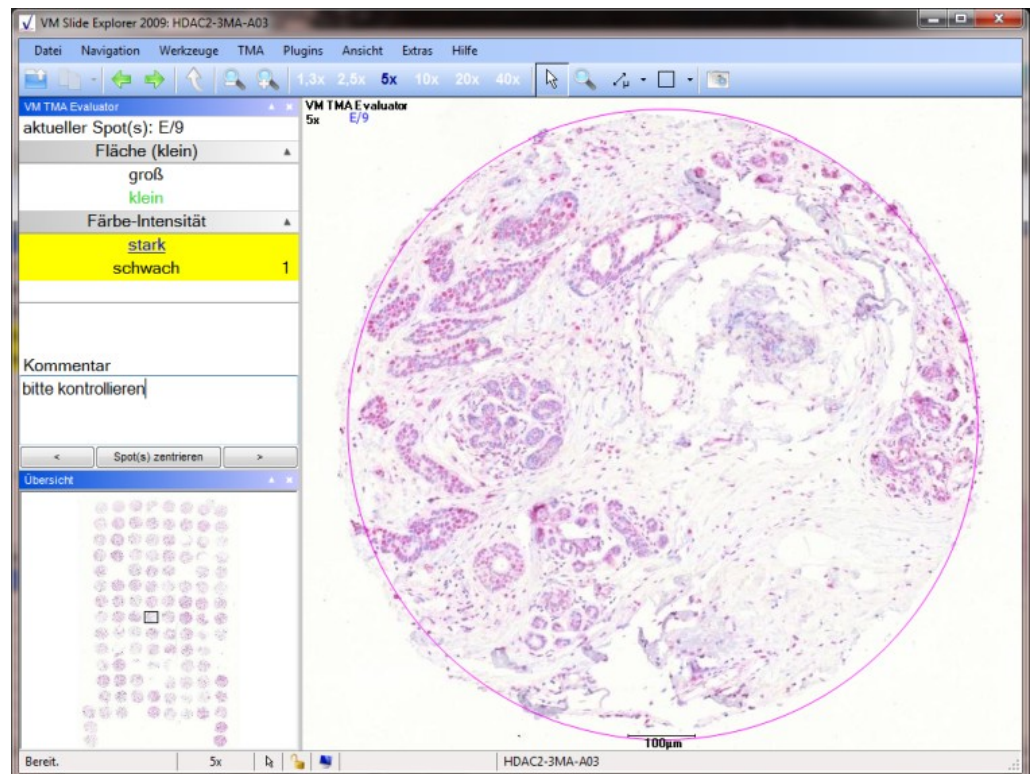 VM Slide Explorer 2009: HDAC2-3MA-A03
Datei Navigation Werkzeuge TMA Plugins Ansicht Extras Hilfe
1,3x 2,5x 5x 10x 20x 40x
VM TMA Evaluator
aktueller Spot(s): E/9
Fläche (klein)
groß
klein
Färbe-Intensität
stark
schwach 1
Kommentar
bitte kontrollieren
< Spot(s) zentrieren >
Übersicht
VM TMA Evaluator
5x E/9
100µm
Bereit. 5x HDAC2-3MA-A03